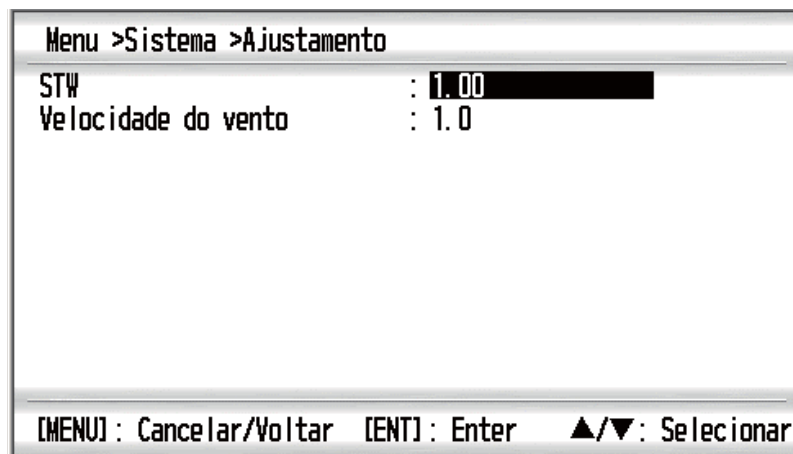 Menu >Sistema >Ajustamento
STW : 1.00
Velocidade do vento : 1.0
[MENU]: Cancelar/Voltar [ENT]: Enter ▲/▼: Selecionar